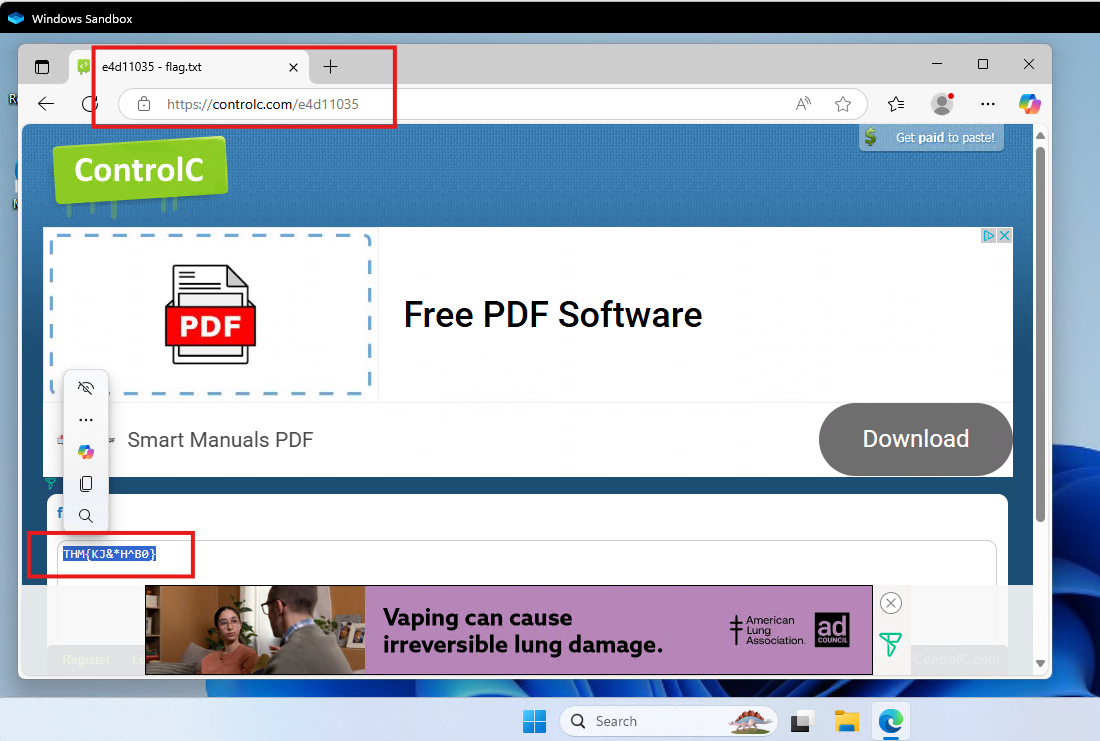 Windows Sandbox
e4d11035 - flag.txt
https://controlc.com/e4d11035
Get paid to paste!
ControlC
PDF
Free PDF Software
Smart Manuals PDF
Download
THM{KJ&*H^B0}
Vaping can cause
irreversible lung damage.
American
Lung
Association.
ad
COUNCIL
Register
ControlC.com
Search